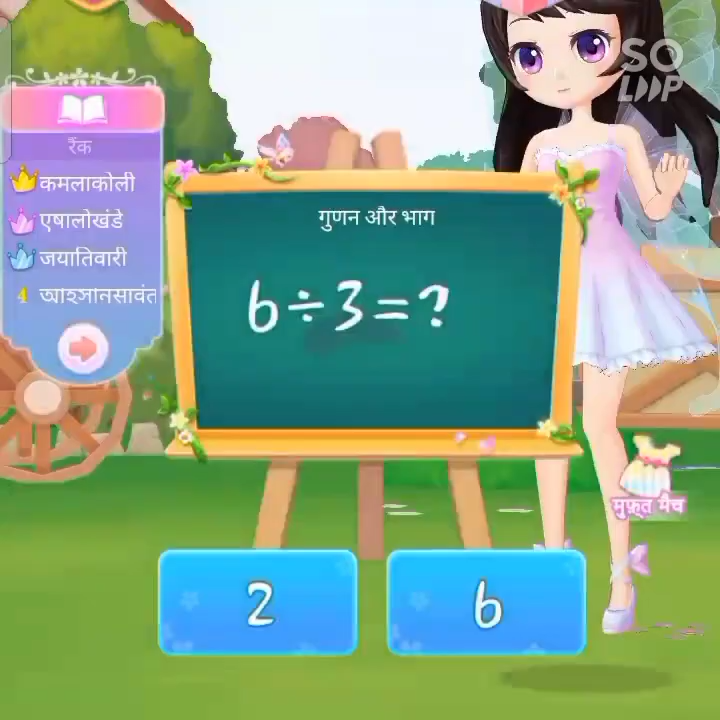 SO
LOOP
रैंक
कमलाकोली
एषालोखंडे
जयातिवारी
4 आहसानसावंत
गुणन और भाग
6÷3=?
मुफ़्त मैच
2
6